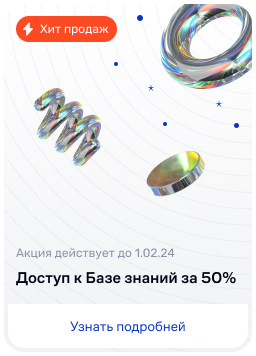 Хит продаж
Акция действует до 1.02.24
Доступ к Базе знаний за 50%
Узнать подробней